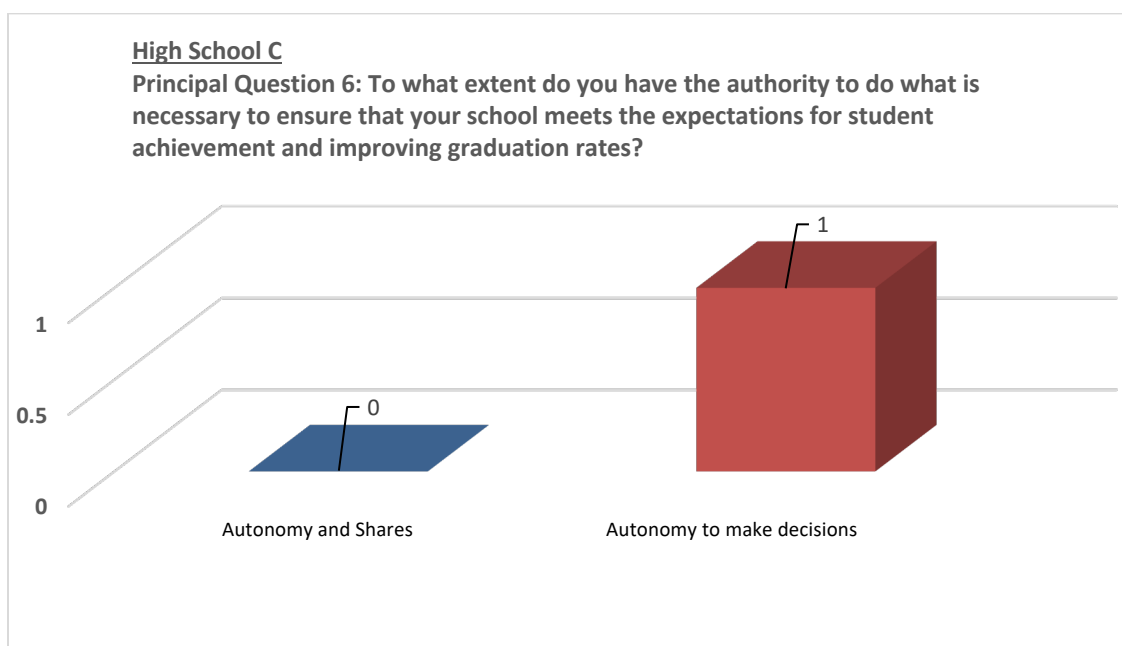 High School C
Principal Question 6: To what extent do you have the authority to do what is
necessary to ensure that your school meets the expectations for student
achievement and improving graduation rates?
1
1
0.5
0
0
Autonomy and Shares
Autonomy to make decisions